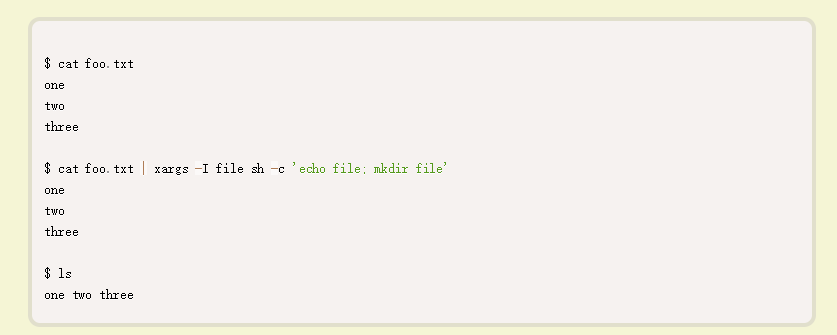 $ cat foo.txt
one
two
three
$ cat foo.txt | xargs -I file sh -c 'echo file; mkdir file'
one
two
three
$ ls
one two three